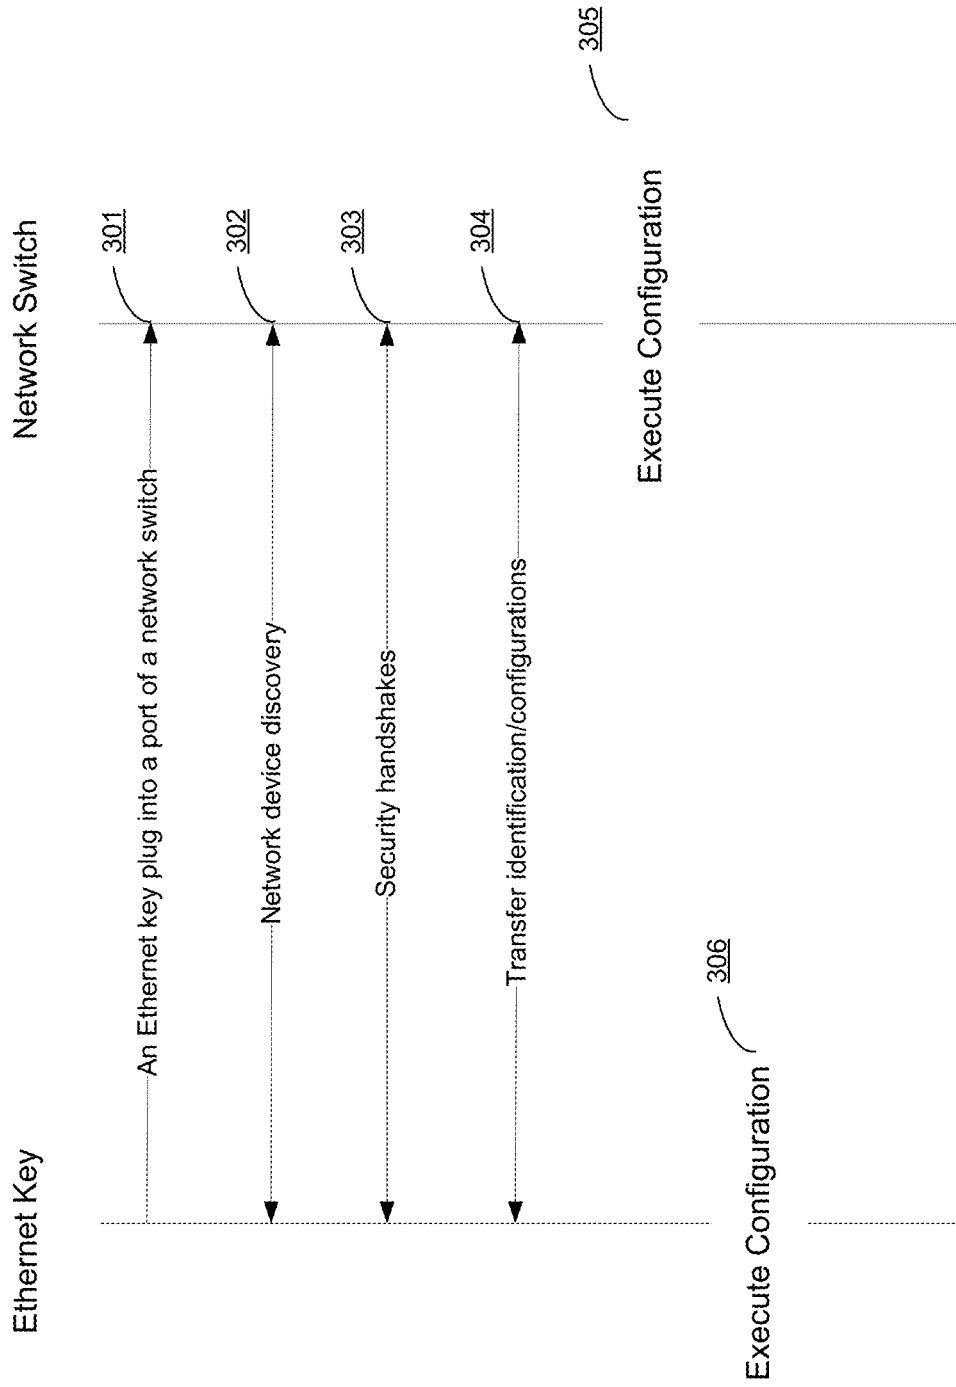 Ethernet Key
Network Switch
An Ethernet key plug into a port of a network switch
301
Network device discovery
302
Security handshakes
303
Transfer identification/configurations
304
Execute Configuration
305
Execute Configuration
306